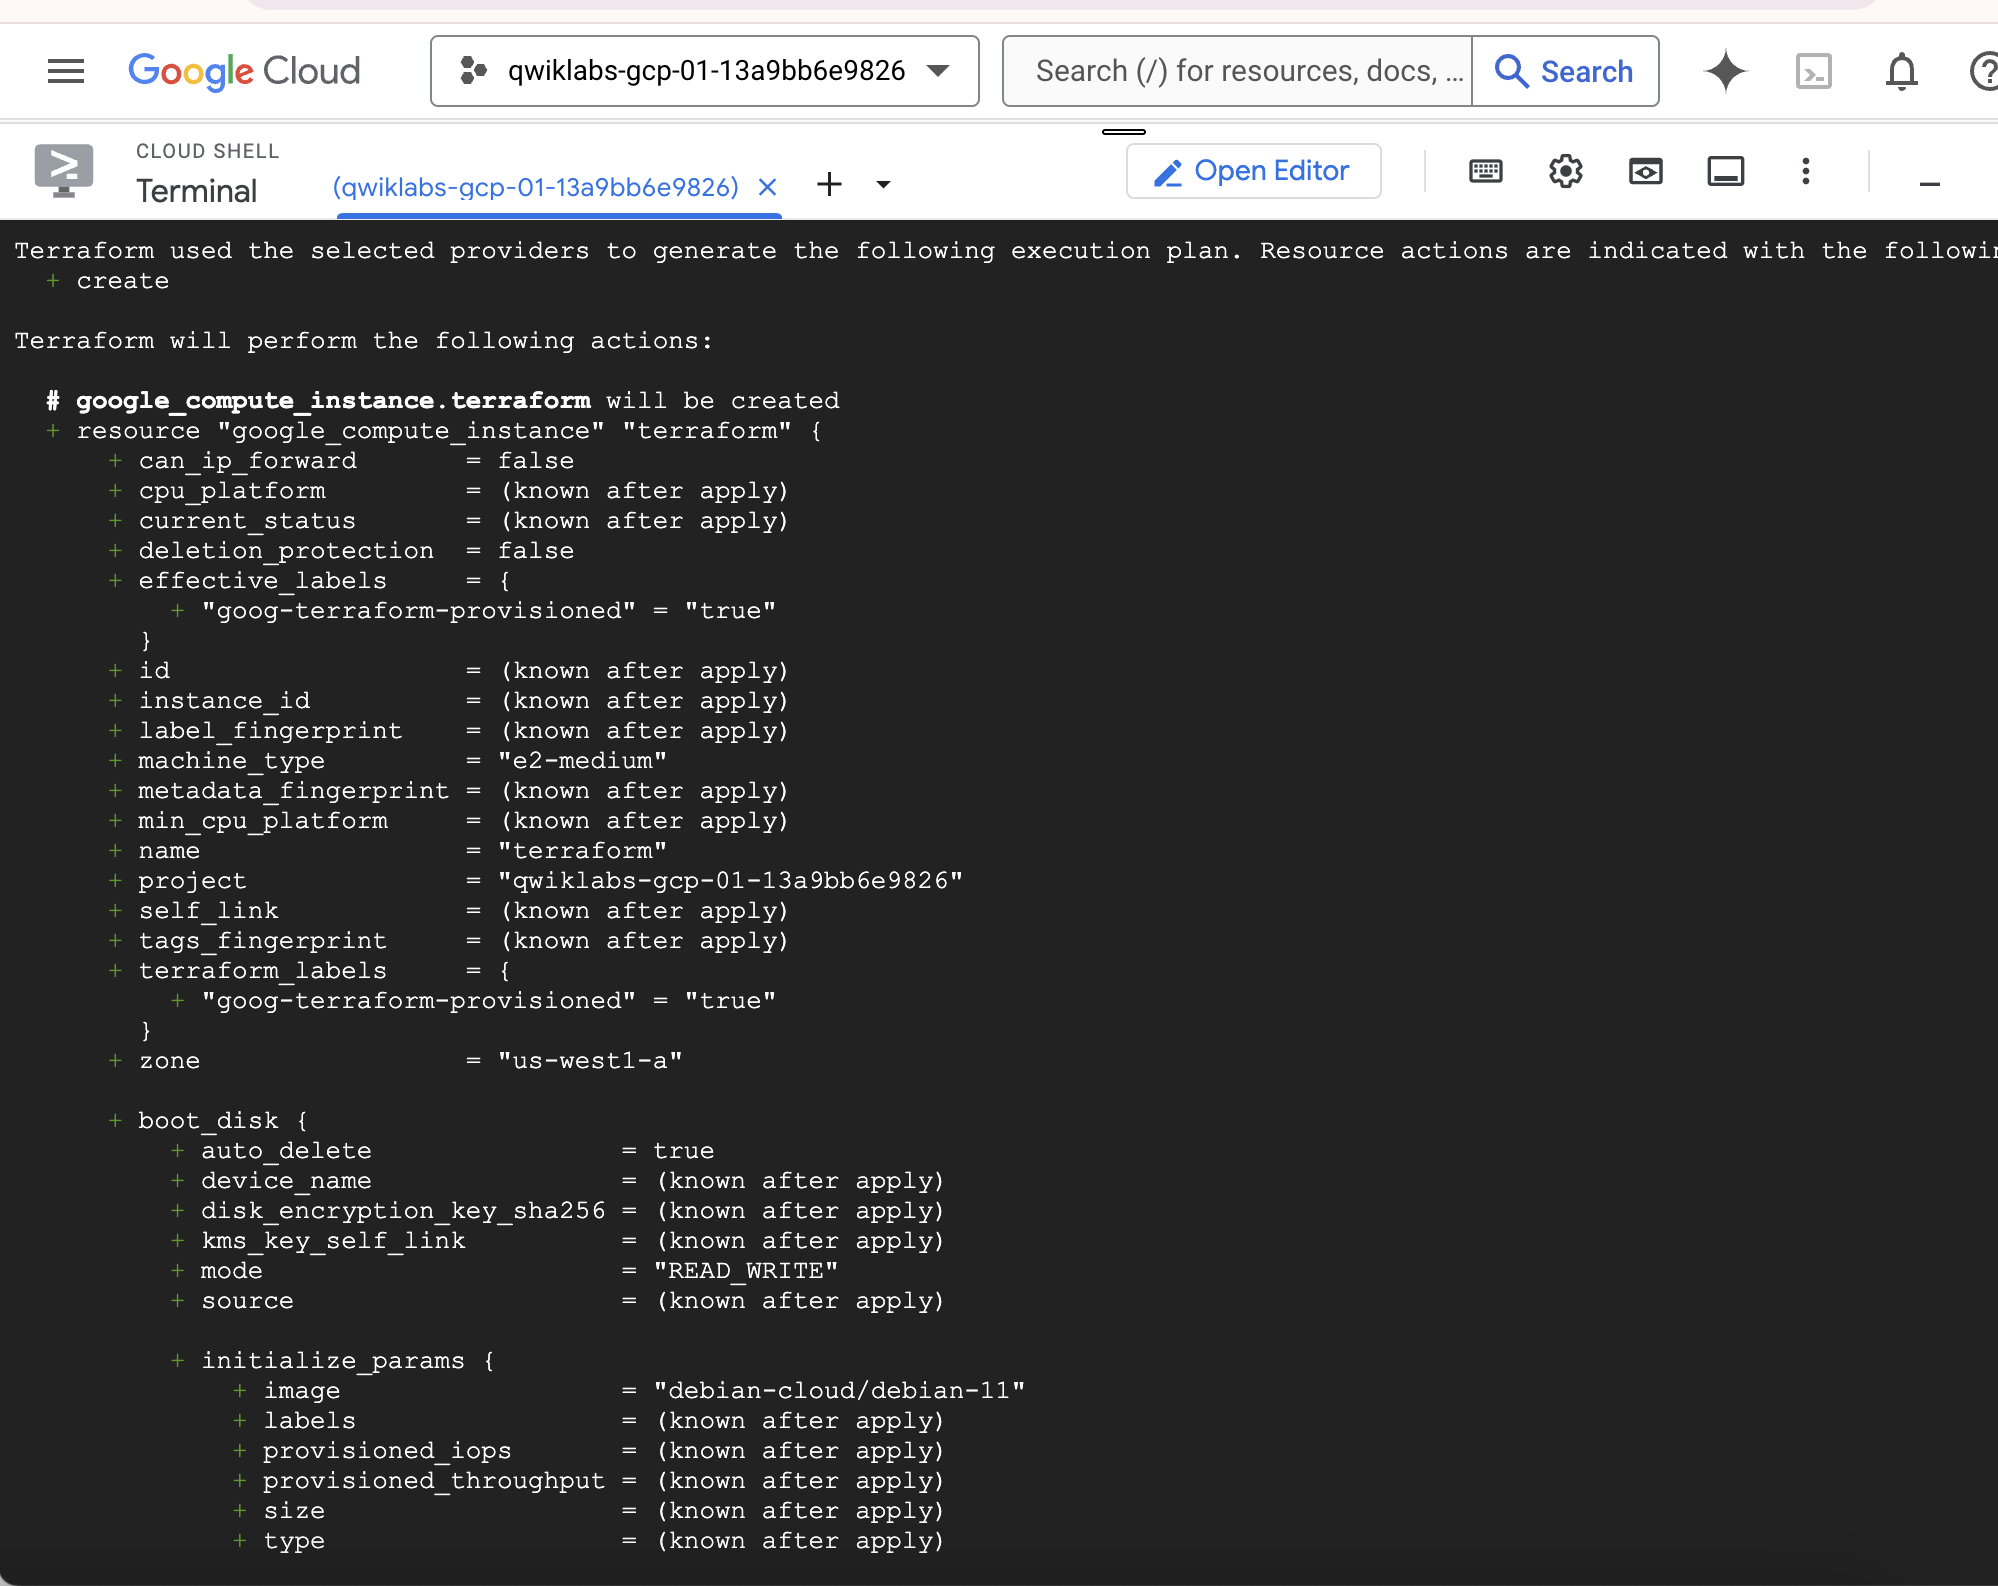 Google Cloud
qwiklabs-gcp-01-13a9bb6e9826
Search (/) for resources, docs, ...
Search
CLOUD SHELL
Terminal
(qwiklabs-gcp-01-13a9bb6e9826)
Open Editor
Terraform used the selected providers to generate the following execution plan. Resource actions are indicated with the
  + create
Terraform will perform the following actions:
  # google_compute_instance.terraform will be created
  + resource "google_compute_instance" "terraform" {
      + can_ip_forward       = false
      + cpu_platform         = (known after apply)
      + current_status       = (known after apply)
      + deletion_protection  = false
      + effective_labels     = {
          + "goog-terraform-provisioned" = "true"
        }
      + id                   = (known after apply)
      + instance_id          = (known after apply)
      + label_fingerprint    = (known after apply)
      + machine_type         = "e2-medium"
      + metadata_fingerprint = (known after apply)
      + min_cpu_platform     = (known after apply)
      + name                 = "terraform"
      + project              = "qwiklabs-gcp-01-13a9bb6e9826"
      + self_link            = (known after apply)
      + tags_fingerprint     = (known after apply)
      + terraform_labels     = {
          + "goog-terraform-provisioned" = "true"
        }
      + zone                 = "us-west1-a"
      + boot_disk {
          + auto_delete                = true
          + device_name                = (known after apply)
          + disk_encryption_key_sha256 = (known after apply)
          + kms_key_self_link          = (known after apply)
          + mode                       = "READ_WRITE"
          + source                     = (known after apply)
          + initialize_params {
              + image                  = "debian-cloud/debian-11"
              + labels                 = (known after apply)
              + provisioned_iops       = (known after apply)
              + provisioned_throughput = (known after apply)
              + size                   = (known after apply)
              + type                   = (known after apply)